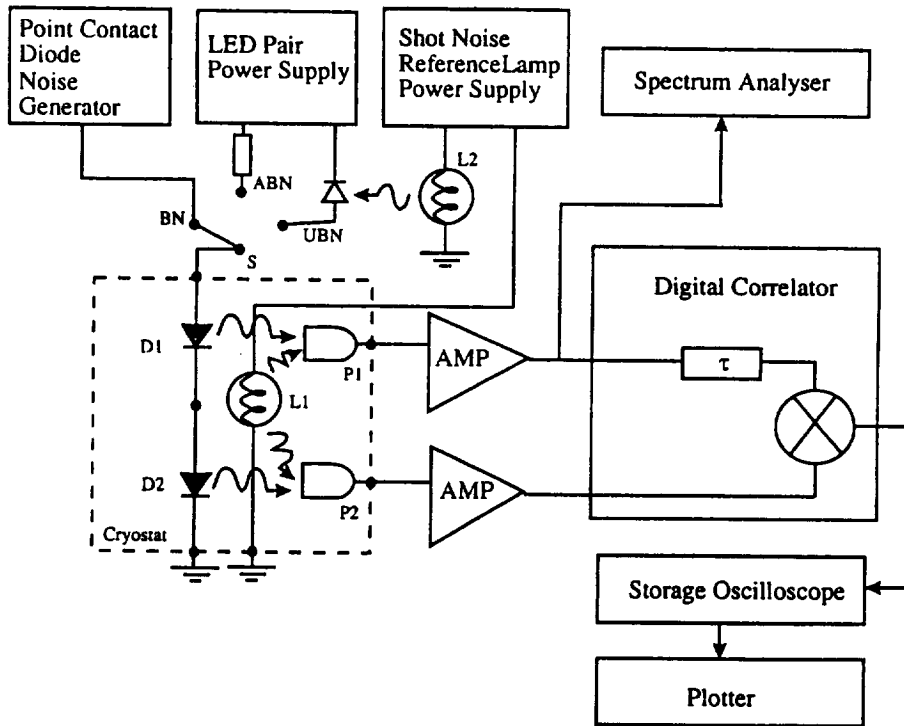 Point Contact
Diode
Noise
Generator
LED Pair
Power Supply
Shot Noise
ReferenceLamp
Power Supply
Spectrum Analyser
L2
ABN
BN
UBN
S
Digital Correlator
D1
P1
AMP
τ
L1
D2
P2
AMP
Cryostat
Storage Oscilloscope
Plotter